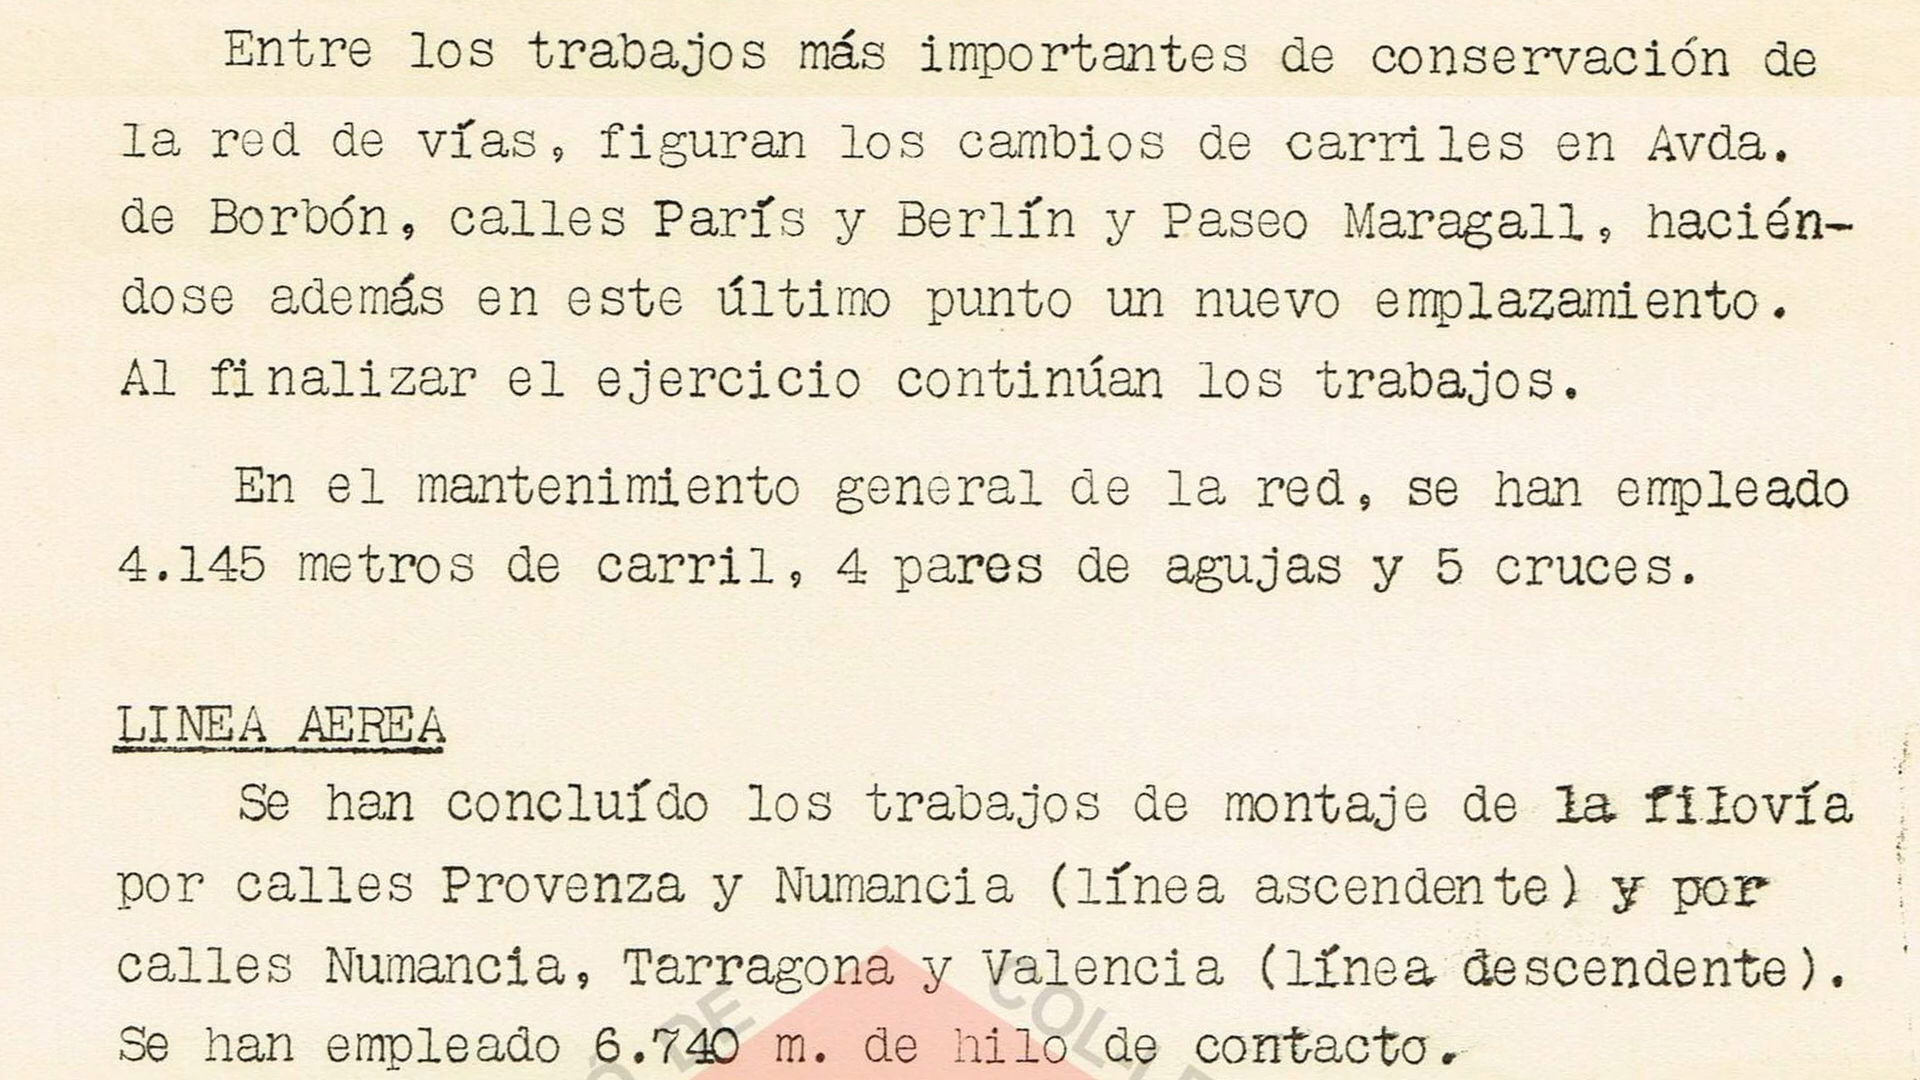 Entre los trabajos más importantes de conservación de
la red de vías, figuran los cambios de carriles en Avda.
de Borbón, calles París y Berlín y Paseo Maragall, hacién-
dose además en este último punto un nuevo emplazamiento.
Al finalizar el ejercicio continúan los trabajos.
En el mantenimiento general de la red, se han empleado
4.145 metros de carril, 4 pares de agujas y 5 cruces.
LINEA AEREA
Se han concluído los trabajos de montaje de la filovía
por calles Provenza y Numancia (línea ascendente) y por
calles Numancia, Tarragona y Valencia (línea descendente).
Se han empleado 6.740 m. de hilo de contacto.
DE